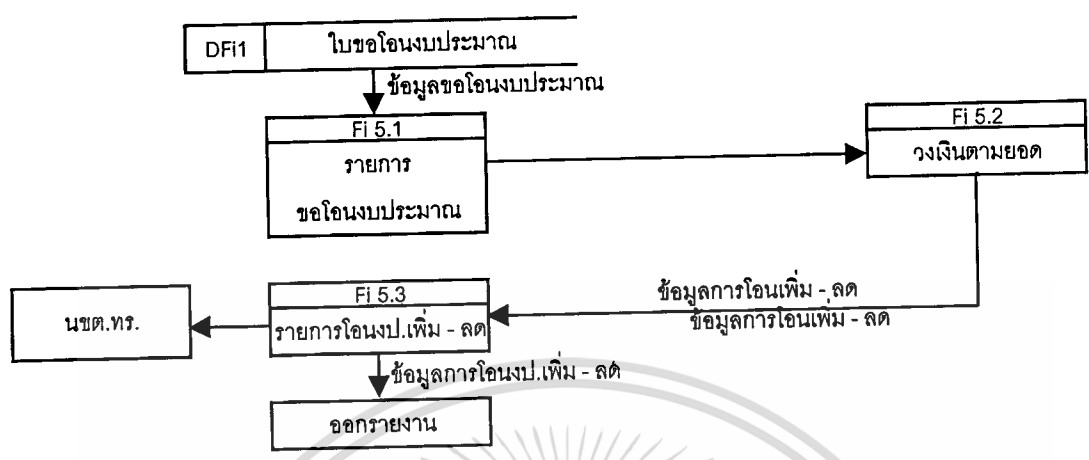 DFi1 ใบขอโอนงบประมาณ
ข้อมูลขอโอนงบประมาณ
Fi 5.1
รายการ
ขอโอนงบประมาณ
Fi 5.2
วงเงินตามยอด
ข้อมูลการโอนเพิ่ม - ลด
ข้อมูลการโอนเพิ่ม - ลด
Fi 5.3
รายการโอนงป.เพิ่ม - ลด
นขต.ทร.
ข้อมูลการโอนงป.เพิ่ม - ลด
ออกรายงาน